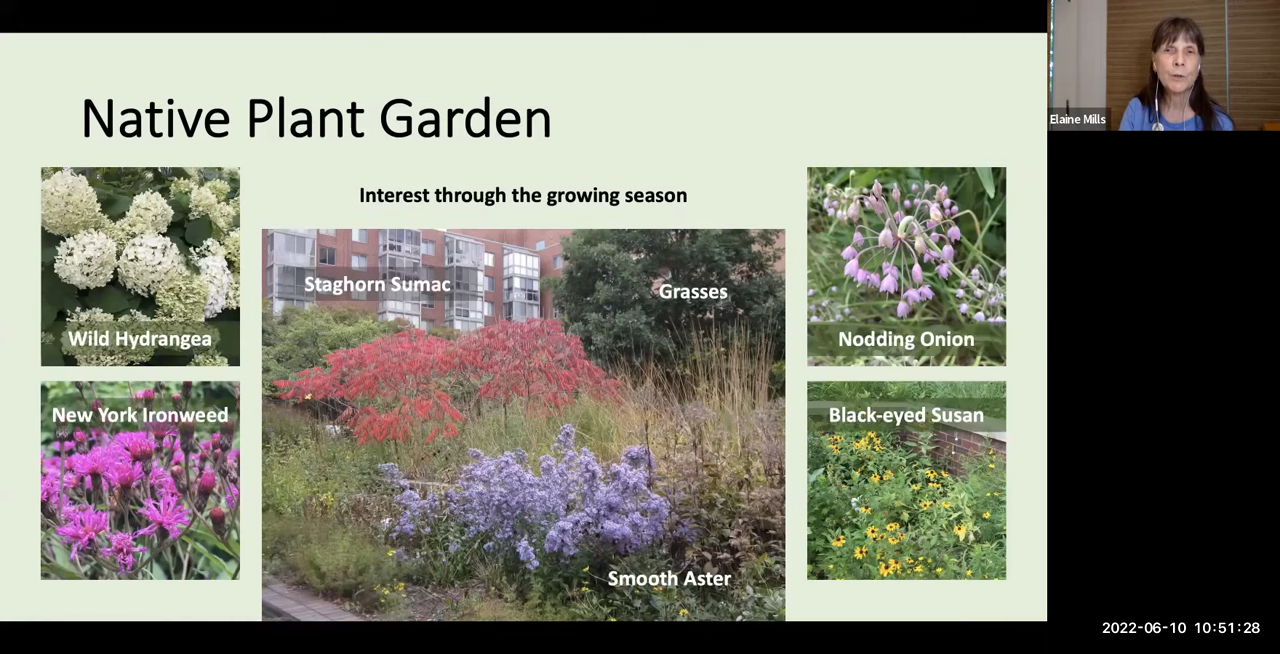 Native Plant Garden
Interest through the growing season
Wild Hydrangea
New York Ironweed
Staghorn Sumac
Grasses
Smooth Aster
Nodding Onion
Black-eyed Susan
Elaine Mills
2022-06-10 10:51:28